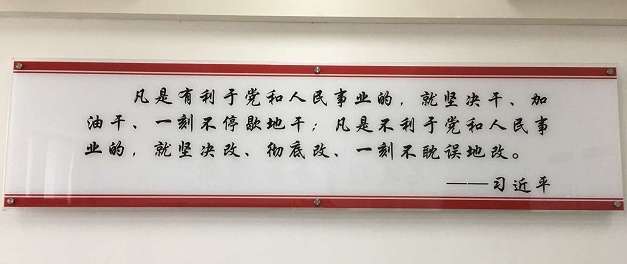 凡是有利于党和人民事业的，就坚决干、加
油干、一刻不停歇地干；凡是不利于党和人民事
业的，就坚决改、彻底改、一刻不耽误地改。
——习近平